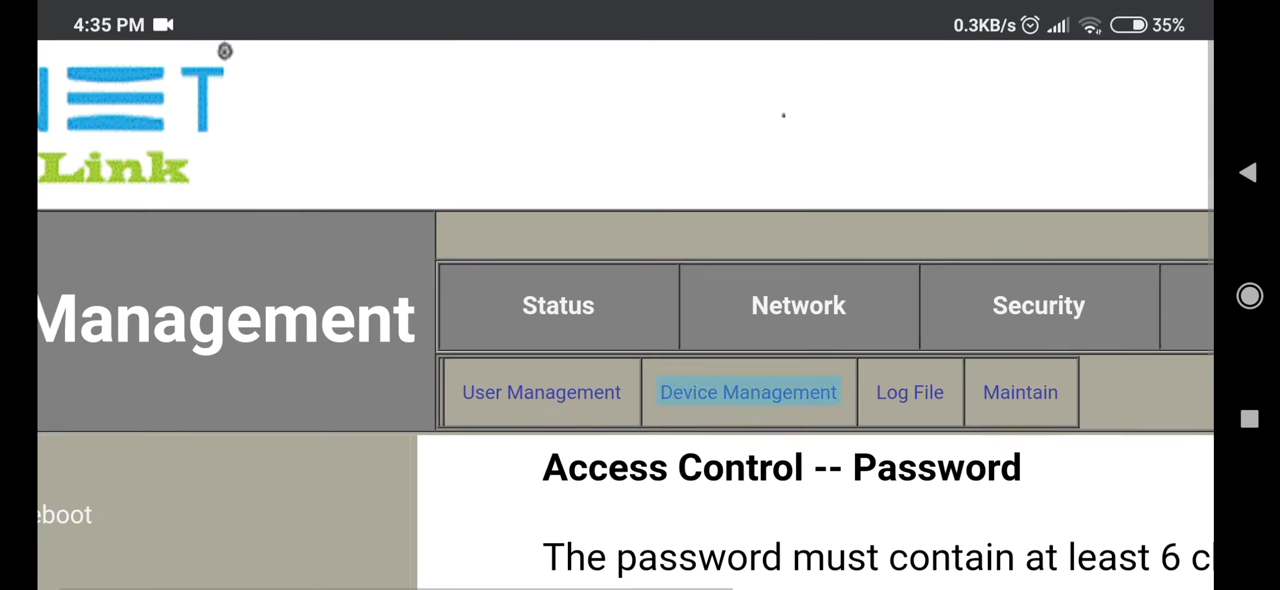 4:35 PM
0.3KB/s 35%
NET
Link
Management
Status Network Security
User Management Device Management Log File Maintain
Access Control -- Password
eboot
The password must contain at least 6 c